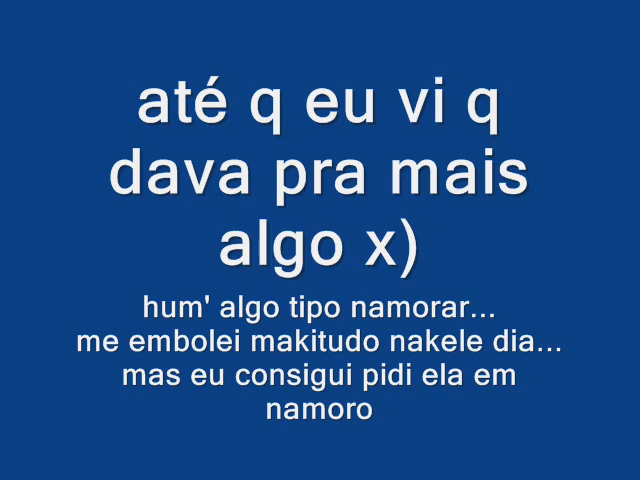 até q eu vi q
dava pra mais
algo x)
hum' algo tipo namorar...
me embolei makitudo nakele dia...
mas eu consigui pidi ela em
namoro